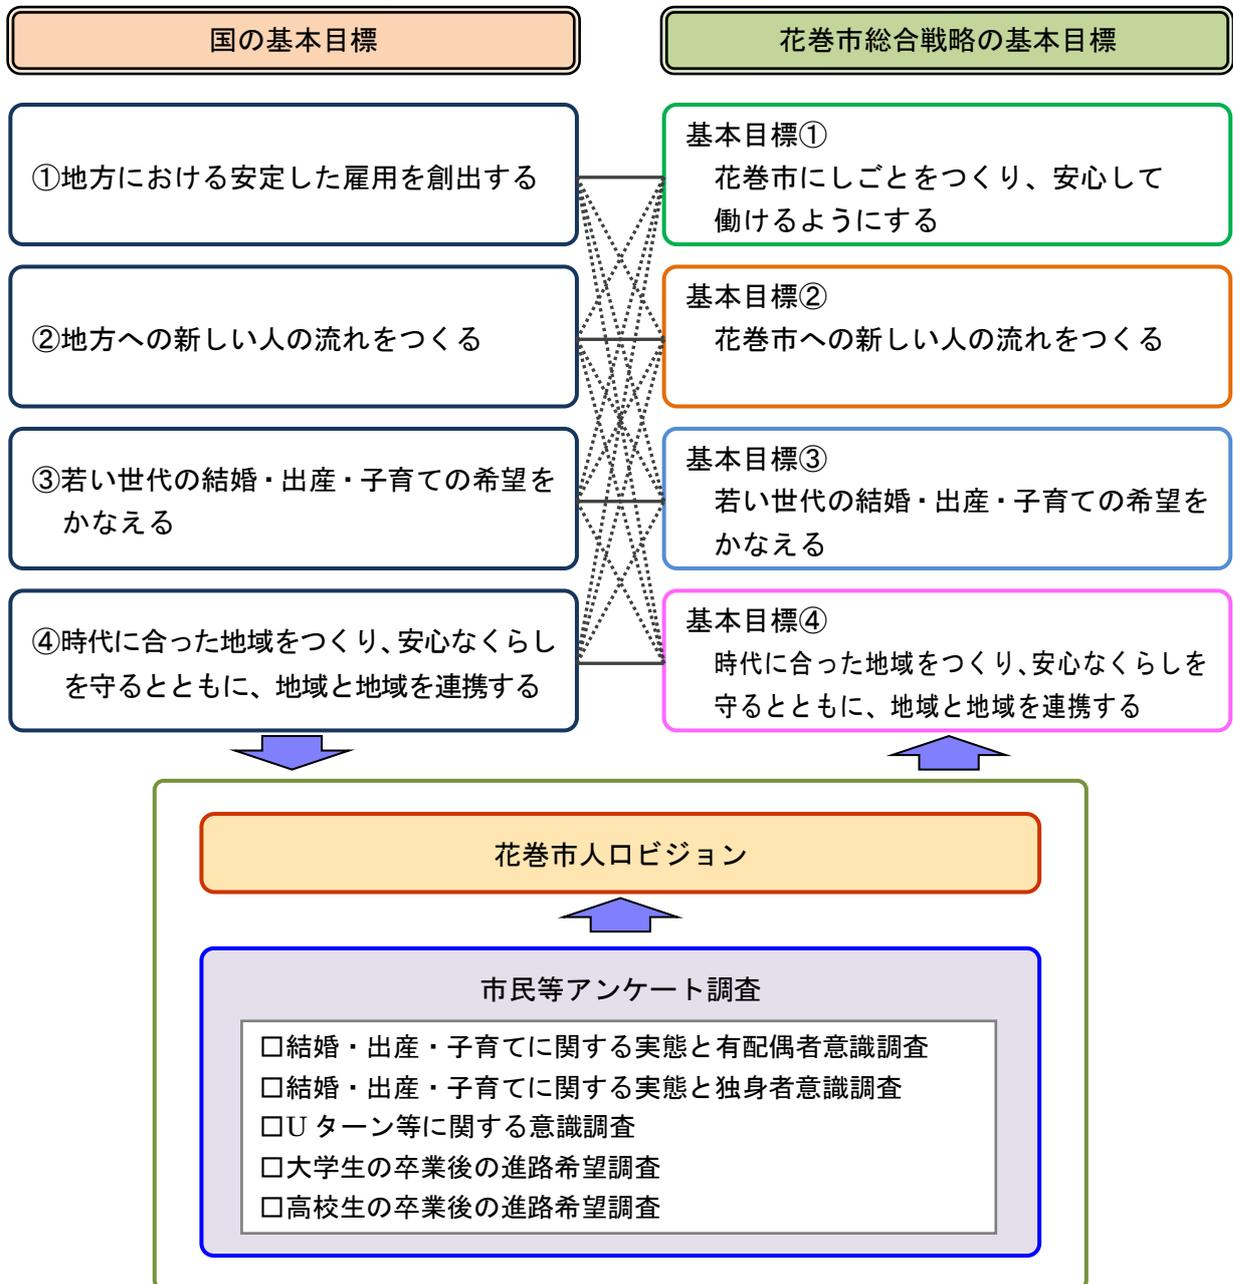 国の基本目標
①地方における安定した雇用を創出する
②地方への新しい人の流れをつくる
③若い世代の結婚・出産・子育ての希望を
かなえる
④時代に合った地域をつくり、安心なくらし
を守るとともに、地域と地域を連携する
花巻市総合戦略の基本目標
基本目標①
花巻市にしごとをつくり、安心して
働けるようにする
基本目標②
花巻市への新しい人の流れをつくる
基本目標③
若い世代の結婚・出産・子育ての希望を
かなえる
基本目標④
時代に合った地域をつくり、安心なくらしを
守るとともに、地域と地域を連携する
花巻市人口ビジョン
市民等アンケート調査
□結婚・出産・子育てに関する実態と有配偶者意識調査
□結婚・出産・子育てに関する実態と独身者意識調査
□U ターン等に関する意識調査
□大学生の卒業後の進路希望調査
□高校生の卒業後の進路希望調査